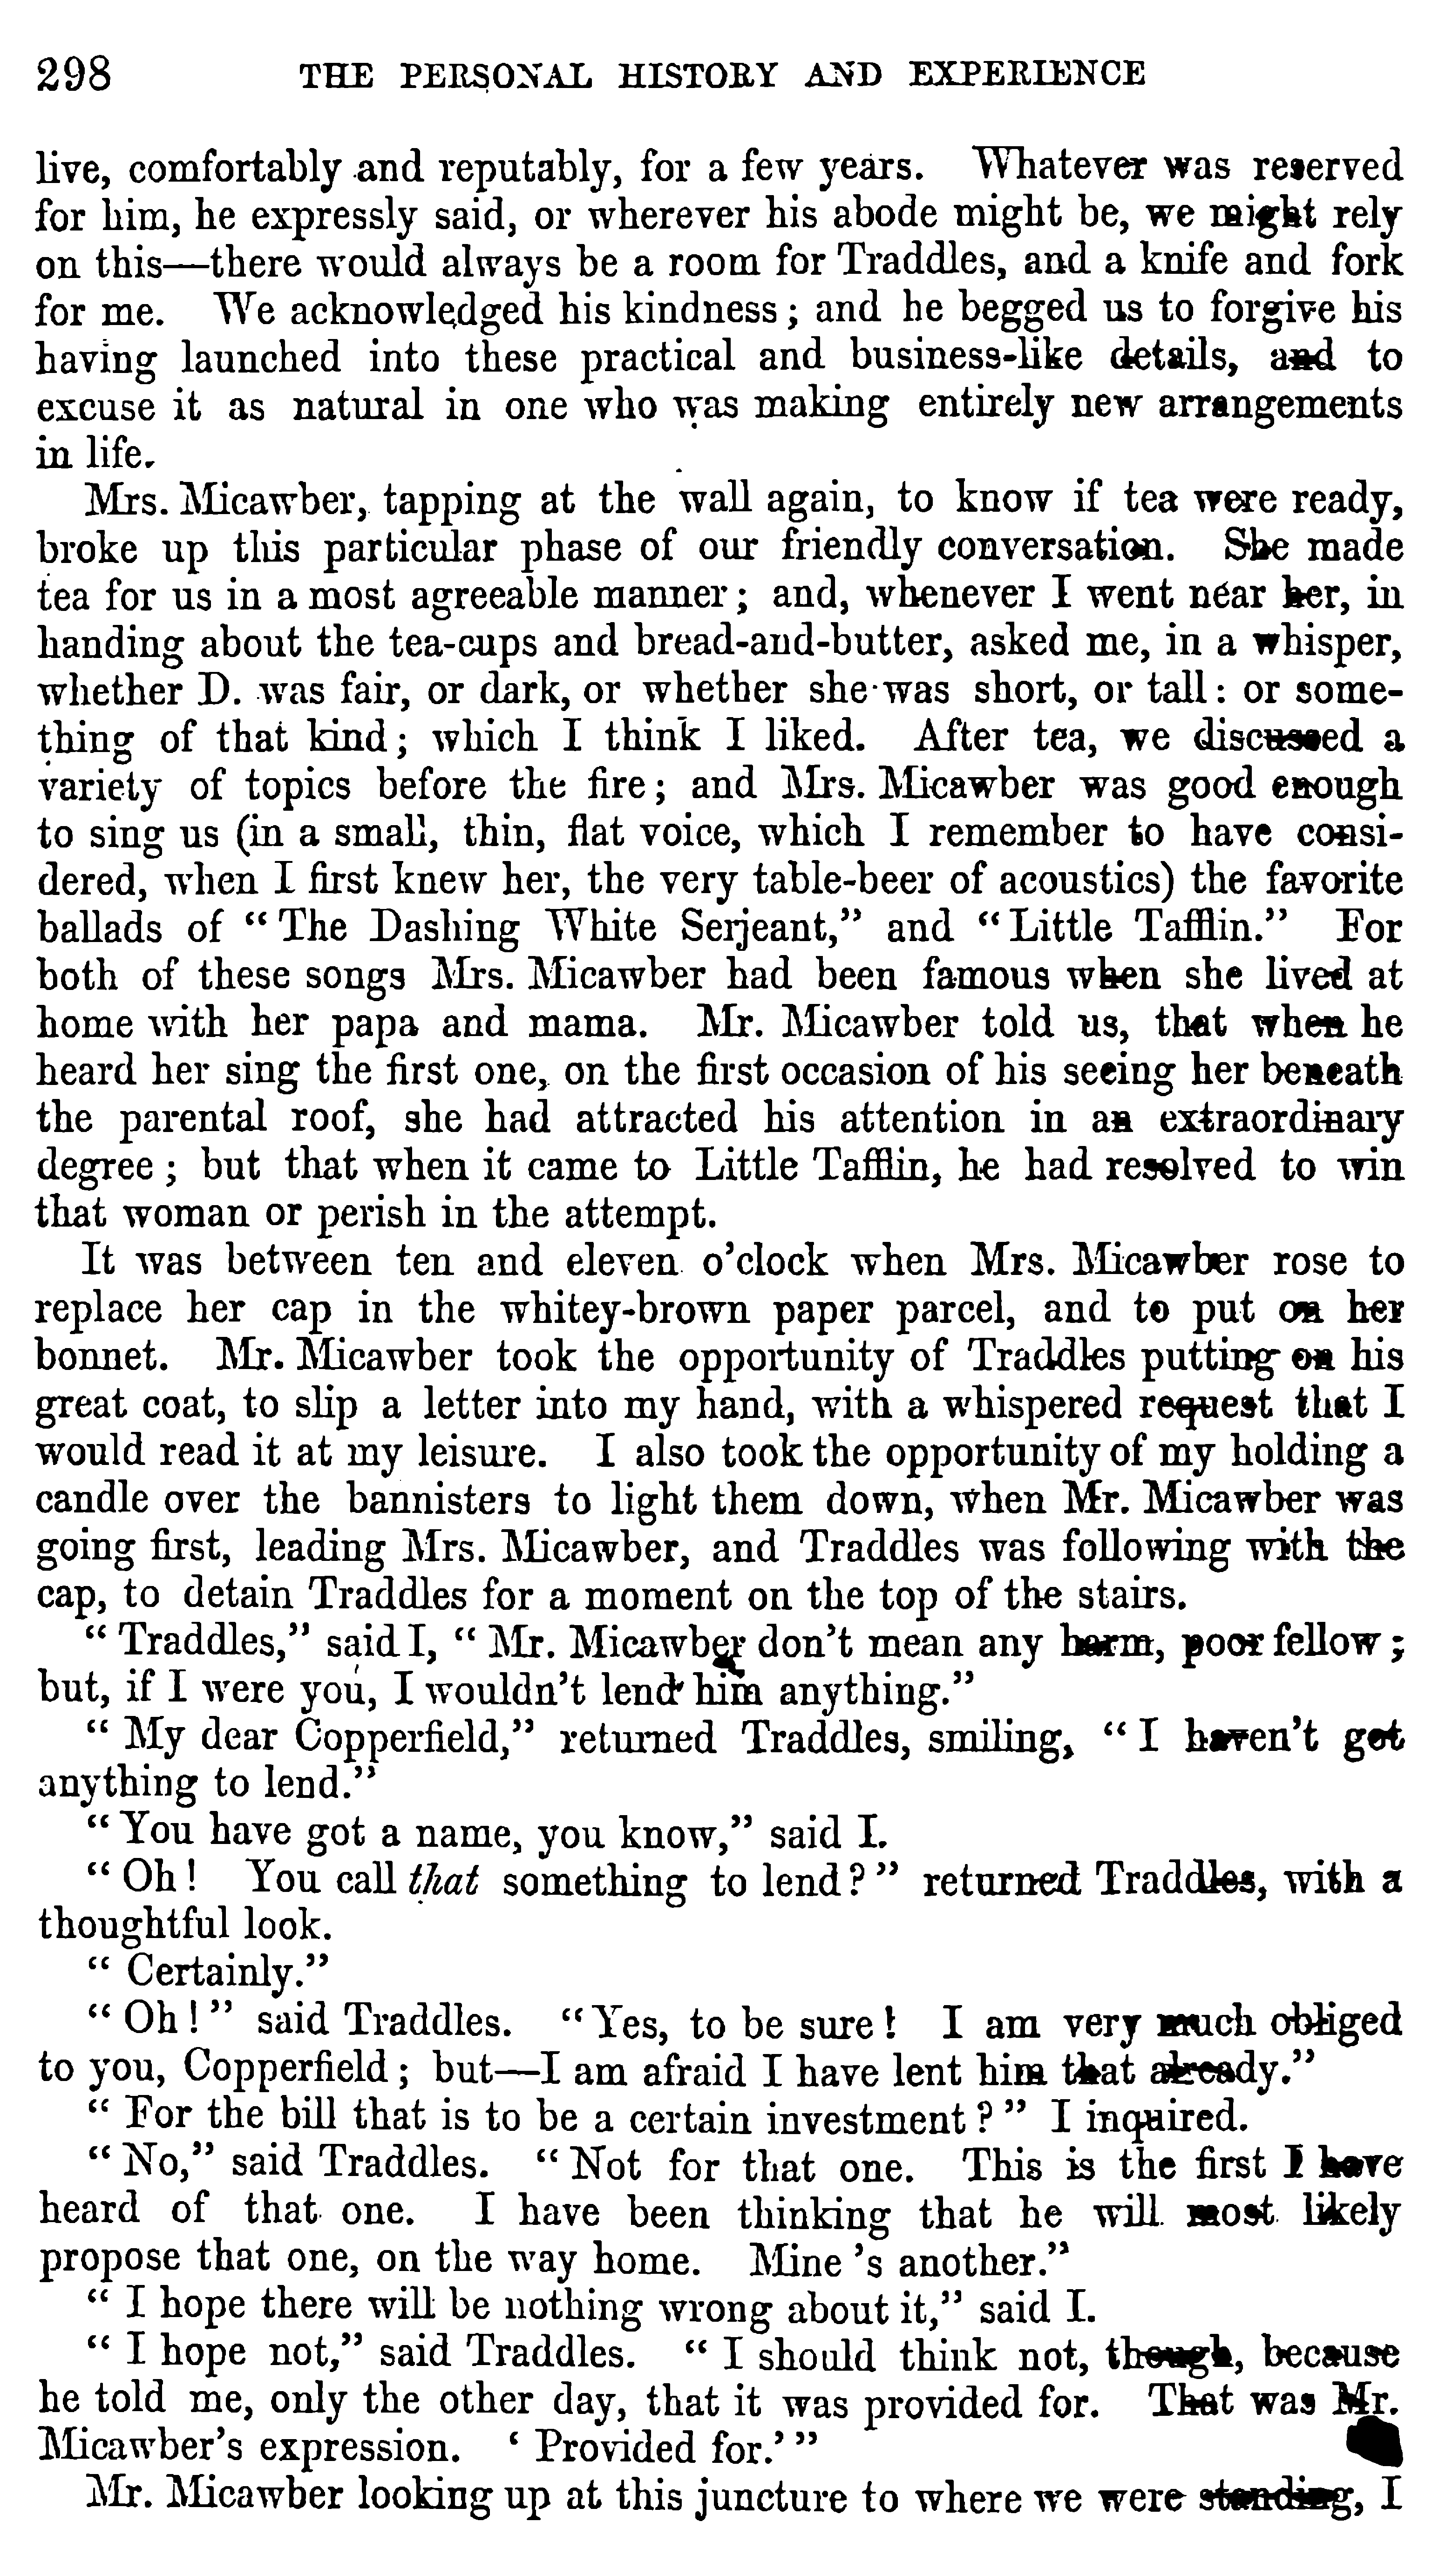 298 THE PERSONAL HISTORY AND EXPERIENCE
live, comfortably and reputably, for a few years. Whatever was reserved
for him, he expressly said, or wherever his abode might be, we might rely
on this—there would always be a room for Traddles, and a knife and fork
for me. We acknowledged his kindness; and he begged us to forgive his
having launched into these practical and business-like details, and to
excuse it as natural in one who was making entirely new arrangements
in life.
Mrs. Micawber, tapping at the wall again, to know if tea were ready,
broke up this particular phase of our friendly conversation. She made
tea for us in a most agreeable manner; and, whenever I went near her, in
handing about the tea-cups and bread-and-butter, asked me, in a whisper,
whether D. was fair, or dark, or whether she was short, or tall: or some-
thing of that kind; which I think I liked. After tea, we discussed a
variety of topics before the fire; and Mrs. Micawber was good enough
to sing us (in a small, thin, flat voice, which I remember to have consi-
dered, when I first knew her, the very table-beer of acoustics) the favorite
ballads of “The Dashing White Serjeant,” and “Little Tafflin.” For
both of these songs Mrs. Micawber had been famous when she lived at
home with her papa and mama. Mr. Micawber told us, that when he
heard her sing the first one, on the first occasion of his seeing her beneath
the parental roof, she had attracted his attention in an extraordinary
degree; but that when it came to Little Tafflin, he had resolved to win
that woman or perish in the attempt.
It was between ten and eleven o’clock when Mrs. Micawber rose to
replace her cap in the whitey-brown paper parcel, and to put on her
bonnet. Mr. Micawber took the opportunity of Traddles putting on his
great coat, to slip a letter into my hand, with a whispered request that I
would read it at my leisure. I also took the opportunity of my holding a
candle over the bannisters to light them down, when Mr. Micawber was
going first, leading Mrs. Micawber, and Traddles was following with the
cap, to detain Traddles for a moment on the top of the stairs.
“Traddles,” said I, “Mr. Micawber don’t mean any harm, poor fellow;
but, if I were you, I wouldn’t lend him anything.”
“My dear Copperfield,” returned Traddles, smiling, “I haven’t got
anything to lend.”
“You have got a name, you know,” said I.
“Oh! You call that something to lend?” returned Traddles, with a
thoughtful look.
“Certainly.”
“Oh!” said Traddles. “Yes, to be sure! I am very much obliged
to you, Copperfield; but—I am afraid I have lent him that already.”
“For the bill that is to be a certain investment?” I inquired.
“No,” said Traddles. “Not for that one. This is the first I have
heard of that one. I have been thinking that he will most likely
propose that one, on the way home. Mine ’s another.”
“I hope there will be nothing wrong about it,” said I.
“I hope not,” said Traddles. “I should think not, though, because
he told me, only the other day, that it was provided for. That was Mr.
Micawber’s expression. ‘Provided for.’”
Mr. Micawber looking up at this juncture to where we were standing, I